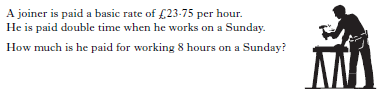 A joiner is paid a basic rate of £23·75 per hour.
He is paid double time when he works on a Sunday.
How much is he paid for working 8 hours on a Sunday?